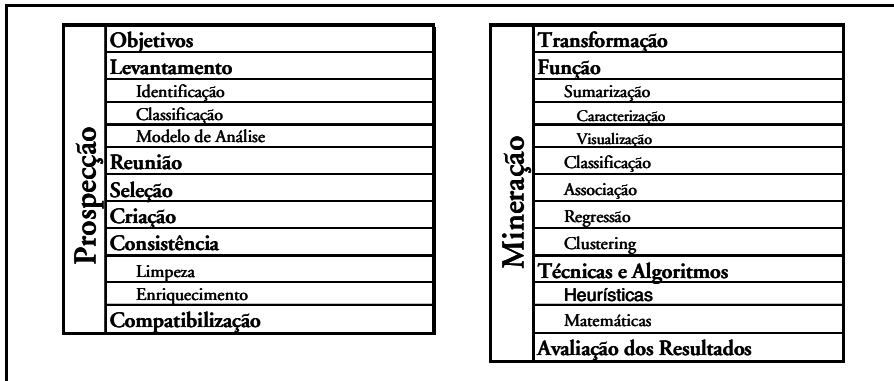 Prospecção
Objetivos
Levantamento
Identificação
Classificação
Modelo de Análise
Reunião
Seleção
Criação
Consistência
Limpeza
Enriquecimento
Compatibilização
Mineração
Transformação
Função
Sumarização
Caracterização
Visualização
Classificação
Associação
Regressão
Clustering
Técnicas e Algoritmos
Heurísticas
Matemáticas
Avaliação dos Resultados